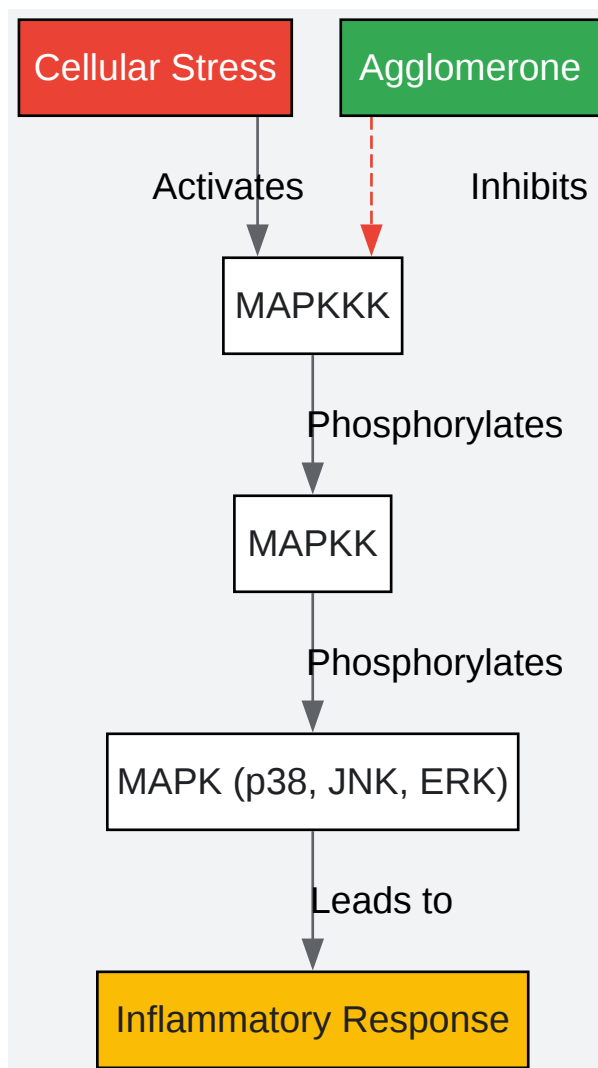 Cellular Stress
Agglomerone
Activates
Inhibits
MAPKKK
Phosphorylates
MAPKK
Phosphorylates
MAPK (p38, JNK, ERK)
Leads to
Inflammatory Response